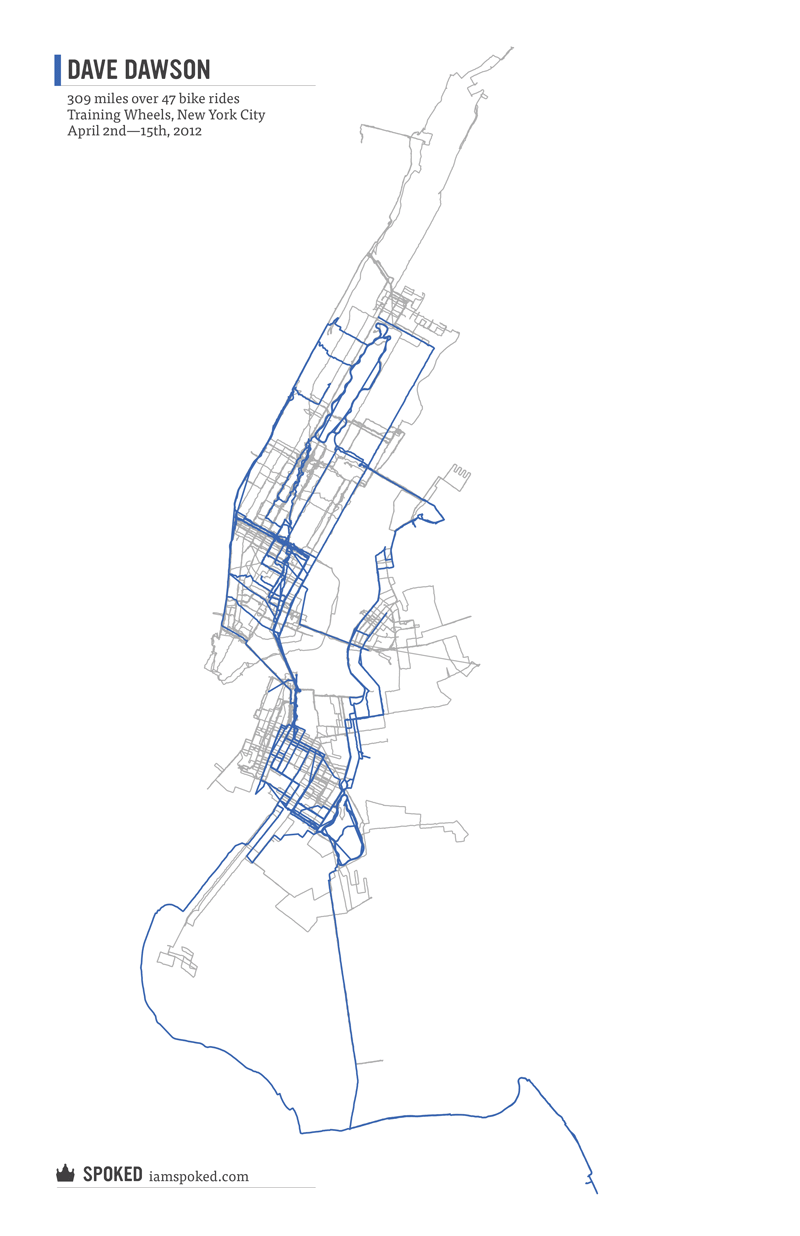 DAVE DAWSON
309 miles over 47 bike rides
Training Wheels, New York City
April 2nd—15th, 2012
SPOKED iamspoked.com